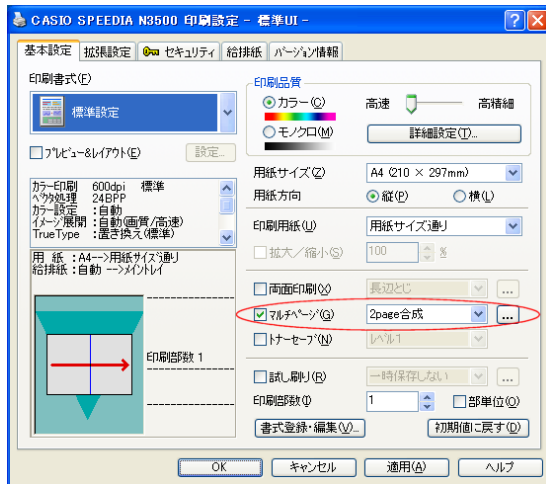 CASIO SPEEDIA N3500 印刷設定 - 標準UI -
基本設定 拡張設定 セキュリティ 給排紙 バージョン情報
印刷書式(F)
標準設定
プレビュー&レイアウト(E) 設定...
カラー印刷 600dpi 標準
ベクタ処理 24BPP
カラー設定 :自動
イメージ展開 :自動(画質/高速)
TrueType :置き換え(標準)
用 紙 :A4-->用紙サイズ通り
給排紙:自動 -->メイントレイ
印刷部数 1
印刷品質
カラー(C) 高速 高精細
モノクロ(M) 詳細設定(T)...
用紙サイズ(Z) A4 (210 × 297mm)
用紙方向 縦(P) 横(L)
印刷用紙(U) 用紙サイズ通り
拡大/縮小(S) 100 %
両面印刷(X) 長辺とじ ...
マルチページ(G) 2page合成 ...
トナーセーブ(N) レベル1
試し刷り(R) 一時保存しない ...
印刷部数(I) 1 部単位(O)
書式登録・編集(V)... 初期値に戻す(D)
OK キャンセル 適用(A) ヘルプ